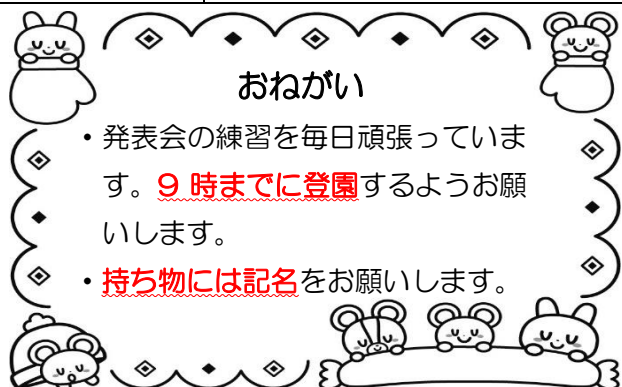 おねがい
・発表会の練習を毎日頑張っていま
す。９時までに登園するようお願
いします。
・持ち物には記名をお願いします。